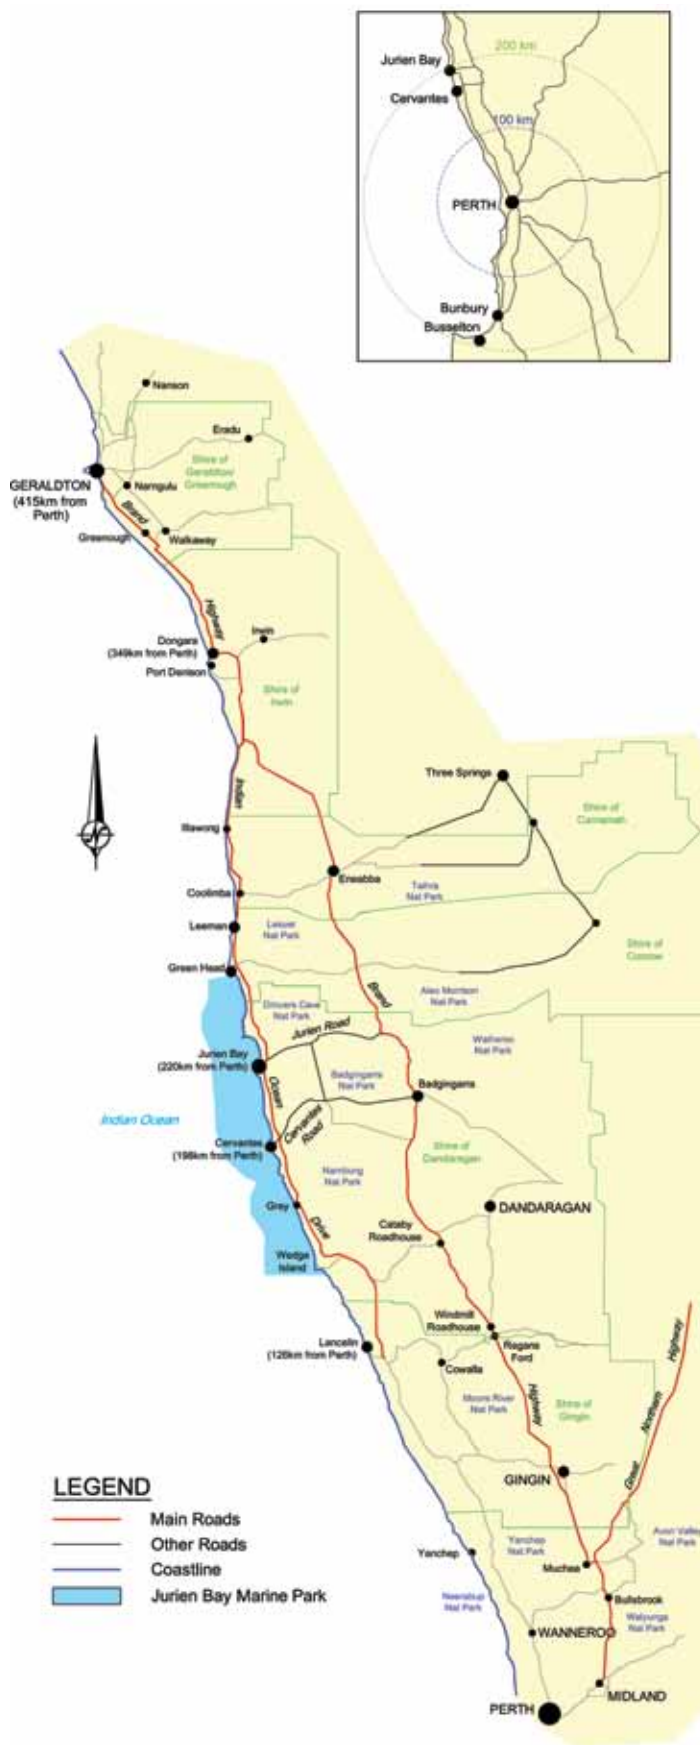 200 km
Jurien Bay
Cervantes
100 km
PERTH
Bunbury
Busselton
Nanson
Eradu
Shire of
Geraldton/
Greenough
GERALDTON
(415km from
Perth)
Narngulu
Brand
Greenough
Walkaway
Highway
Irwin
Dongara
(349km from Perth)
Port Denison
Shire of
Irwin
Three Springs
Indian
Shire of
Carnamah
Illawong
Eneabba
Coolimba
Tathra
Nat Park
Leeman
Lesuer
Nat Park
Shire of
Coorow
Green Head
Brand
Alexo Morrison
Nat Park
Drovers Cave
Nat Park
Jurien Road
Watheroo
Nat Park
Jurien Bay
(220km from Perth)
Badgingarra
Nat Park
Badgingarra
Ocean
Indian Ocean
Cervantes
Road
Cervantes
(198km from Perth)
Shire of
Dandaragan
Nambung
Nat Park
Grey
DANDARAGAN
Drive
Cataby
Roadhouse
Wedge
Island
Windmill
Roadhouse
Regans
Ford
Lancelin
(126km from Perth)
Cowalla
Highway
Moore River
Nat Park
Shire of
Gingin
Great Northern Highway
GINGIN
LEGEND
Main Roads
Other Roads
Coastline
Jurien Bay Marine Park
Yanchep
Yanchep
Nat Park
Avon Valley
Nat Park
Muchea
Neerabup
Nat Park
Bullsbrook
Walyunga
Nat Park
WANNEROO
MIDLAND
PERTH